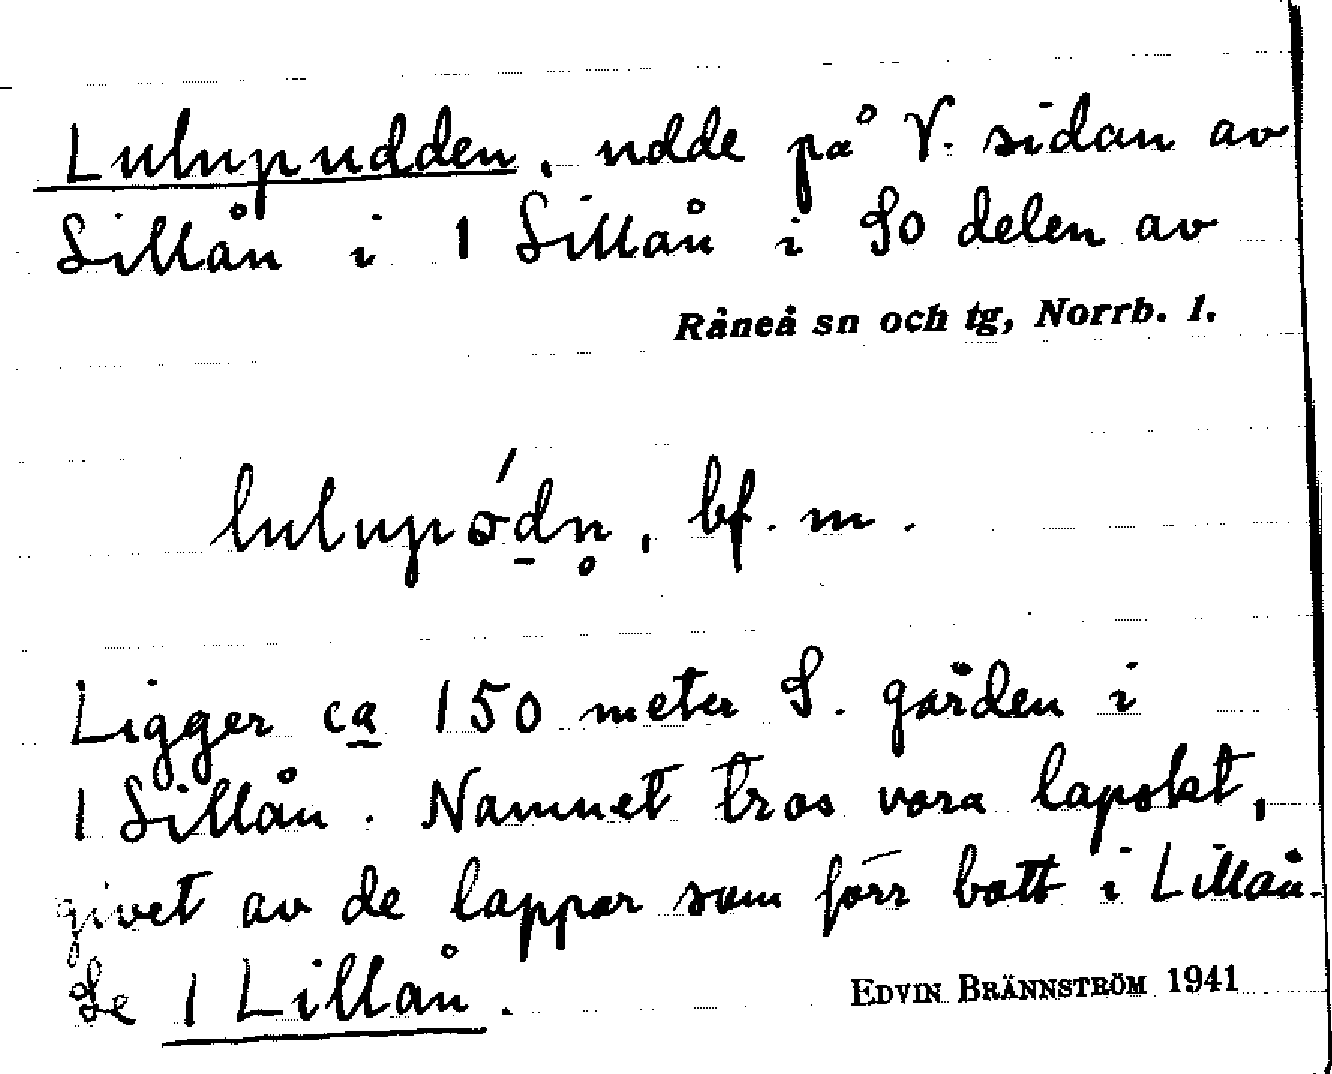 Lulupudden, udde på V. sidan av
Lillån i 1 Lillån i SO delen av
Råneå sn och tg, Norrb. l.
lulupódn̥, bf. m.
Ligger ca 150 meter S. gården i
1 Lillån. Namnet tros vara lapskt,
givet av de lappar som förr bott i Lillån.
Se 1 Lillån.
EDVIN BRÄNNSTRÖM 1941